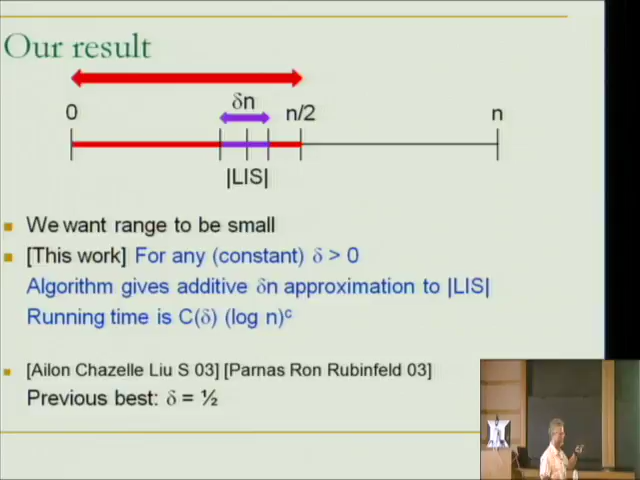 Our result
δn
0
n/2
n
|LIS|
We want range to be small
[This work] For any (constant) δ > 0
Algorithm gives additive δn approximation to |LIS|
Running time is C(δ) (log n)ᶜ
[Ailon Chazelle Liu S 03] [Parnas Ron Rubinfeld 03]
Previous best: δ = ½